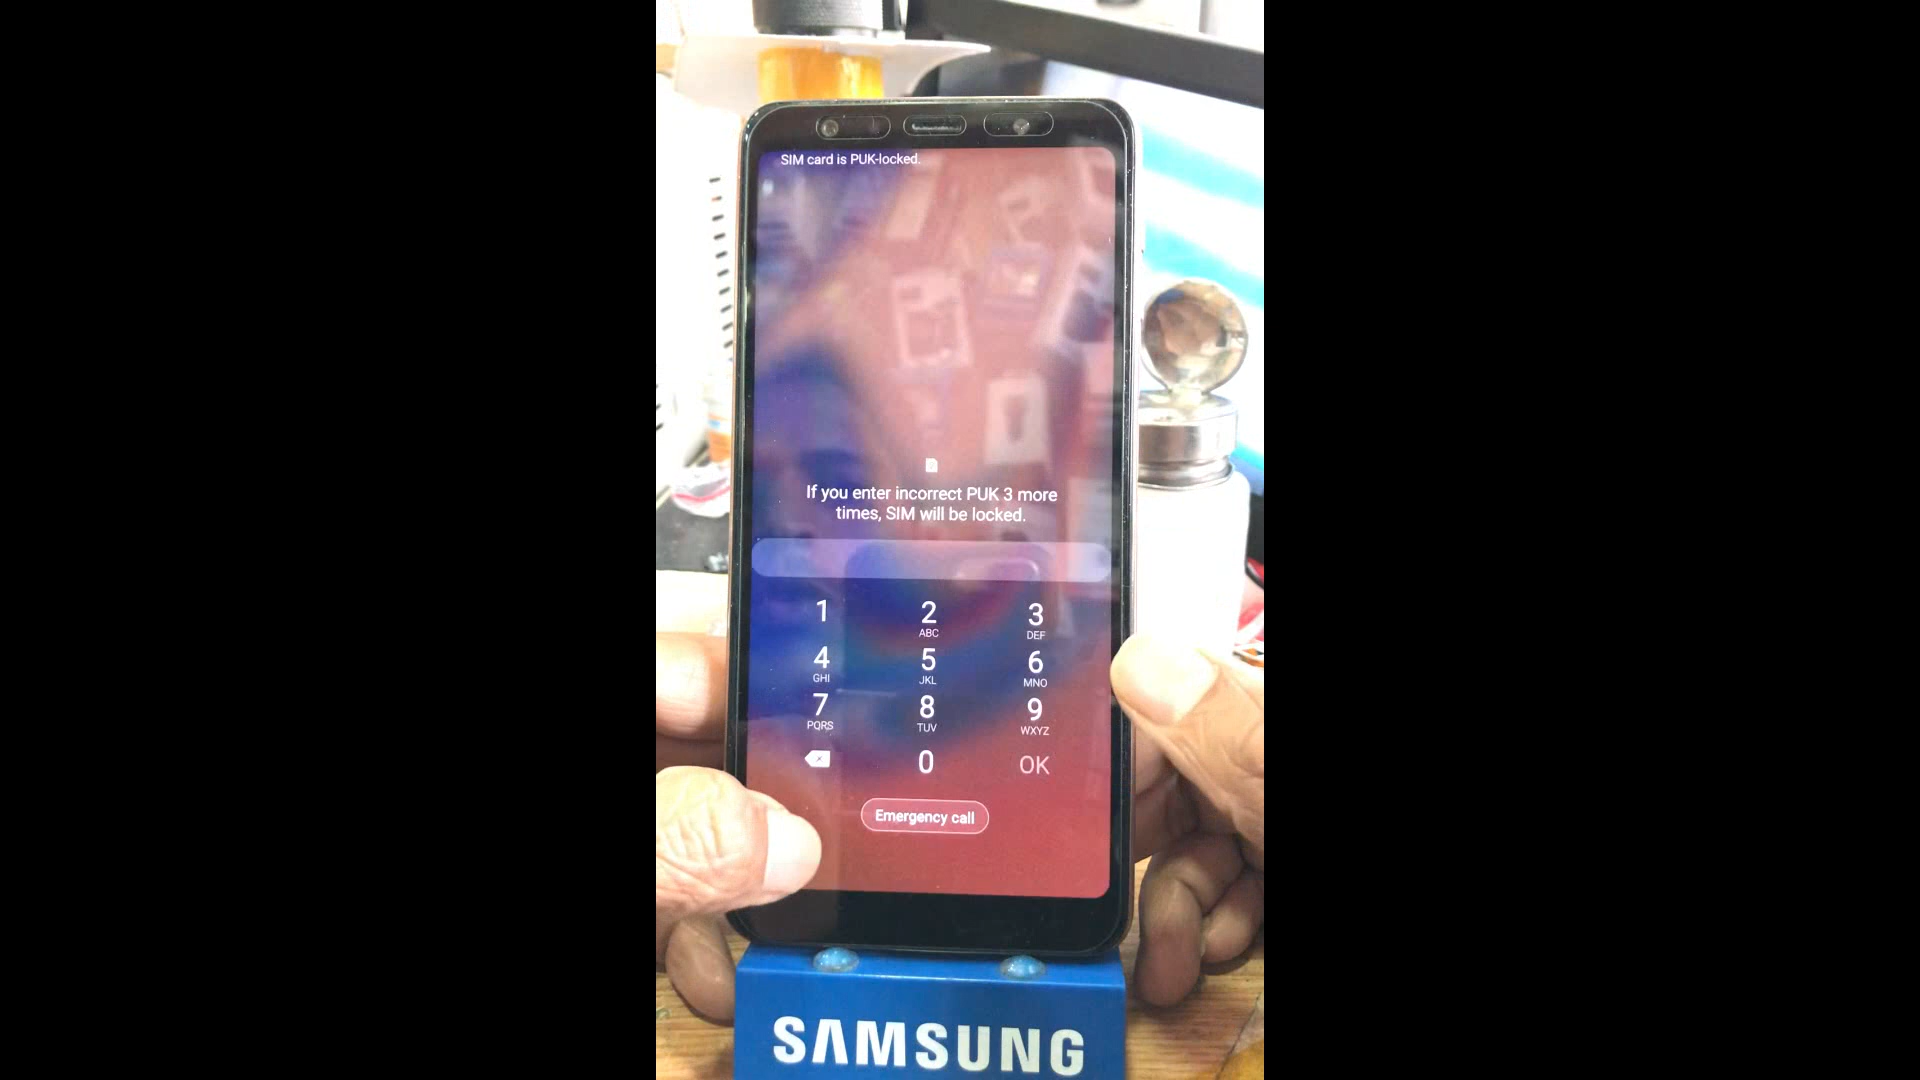 SIM card is PUK-locked.
If you enter incorrect PUK 3 more
times, SIM will be locked.
1 2 3
ABC DEF
4 5 6
GHI JKL MNO
7 8 9
PQRS TUV WXYZ
0 OK
Emergency call
SAMSUNG